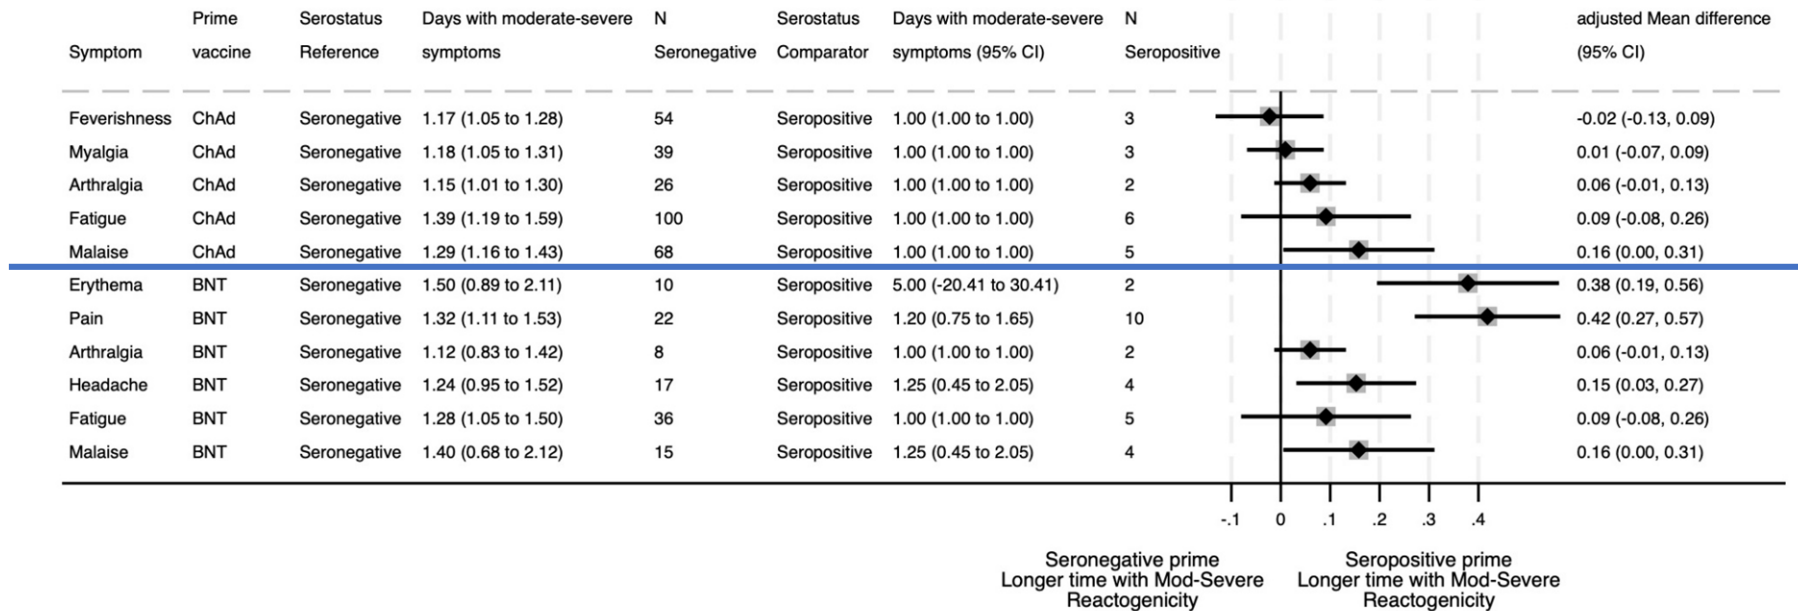 Prime Serostatus Days with moderate-severe N Serostatus Days with moderate-severe N adjusted Mean difference
Symptom vaccine Reference symptoms Seronegative Comparator symptoms (95% CI) Seropositive (95% CI)
Feverishness ChAd Seronegative 1.17 (1.05 to 1.28) 54 Seropositive 1.00 (1.00 to 1.00) 3 -0.02 (-0.13, 0.09)
Myalgia ChAd Seronegative 1.18 (1.05 to 1.31) 39 Seropositive 1.00 (1.00 to 1.00) 3 0.01 (-0.07, 0.09)
Arthralgia ChAd Seronegative 1.15 (1.01 to 1.30) 26 Seropositive 1.00 (1.00 to 1.00) 2 0.06 (-0.01, 0.13)
Fatigue ChAd Seronegative 1.39 (1.19 to 1.59) 100 Seropositive 1.00 (1.00 to 1.00) 6 0.09 (-0.08, 0.26)
Malaise ChAd Seronegative 1.29 (1.16 to 1.43) 68 Seropositive 1.00 (1.00 to 1.00) 5 0.16 (0.00, 0.31)
Erythema BNT Seronegative 1.50 (0.89 to 2.11) 10 Seropositive 5.00 (-20.41 to 30.41) 2 0.38 (0.19, 0.56)
Pain BNT Seronegative 1.32 (1.11 to 1.53) 22 Seropositive 1.20 (0.75 to 1.65) 10 0.42 (0.27, 0.57)
Arthralgia BNT Seronegative 1.12 (0.83 to 1.42) 8 Seropositive 1.00 (1.00 to 1.00) 2 0.06 (-0.01, 0.13)
Headache BNT Seronegative 1.24 (0.95 to 1.52) 17 Seropositive 1.25 (0.45 to 2.05) 4 0.15 (0.03, 0.27)
Fatigue BNT Seronegative 1.28 (1.05 to 1.50) 36 Seropositive 1.00 (1.00 to 1.00) 5 0.09 (-0.08, 0.26)
Malaise BNT Seronegative 1.40 (0.68 to 2.12) 15 Seropositive 1.25 (0.45 to 2.05) 4 0.16 (0.00, 0.31)
-.1 0 .1 .2 .3 .4
Seronegative prime Seropositive prime
Longer time with Mod-Severe Longer time with Mod-Severe
Reactogenicity Reactogenicity